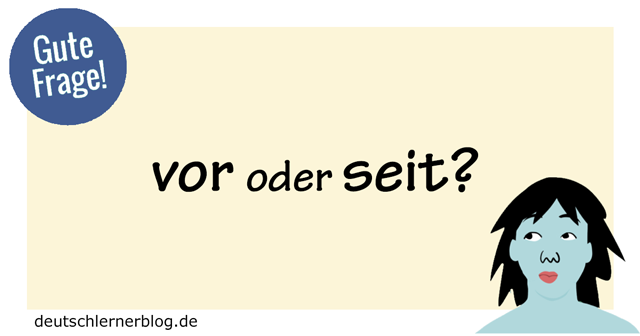 Gute
Frage!
vor oder seit?
deutschlernerblog.de